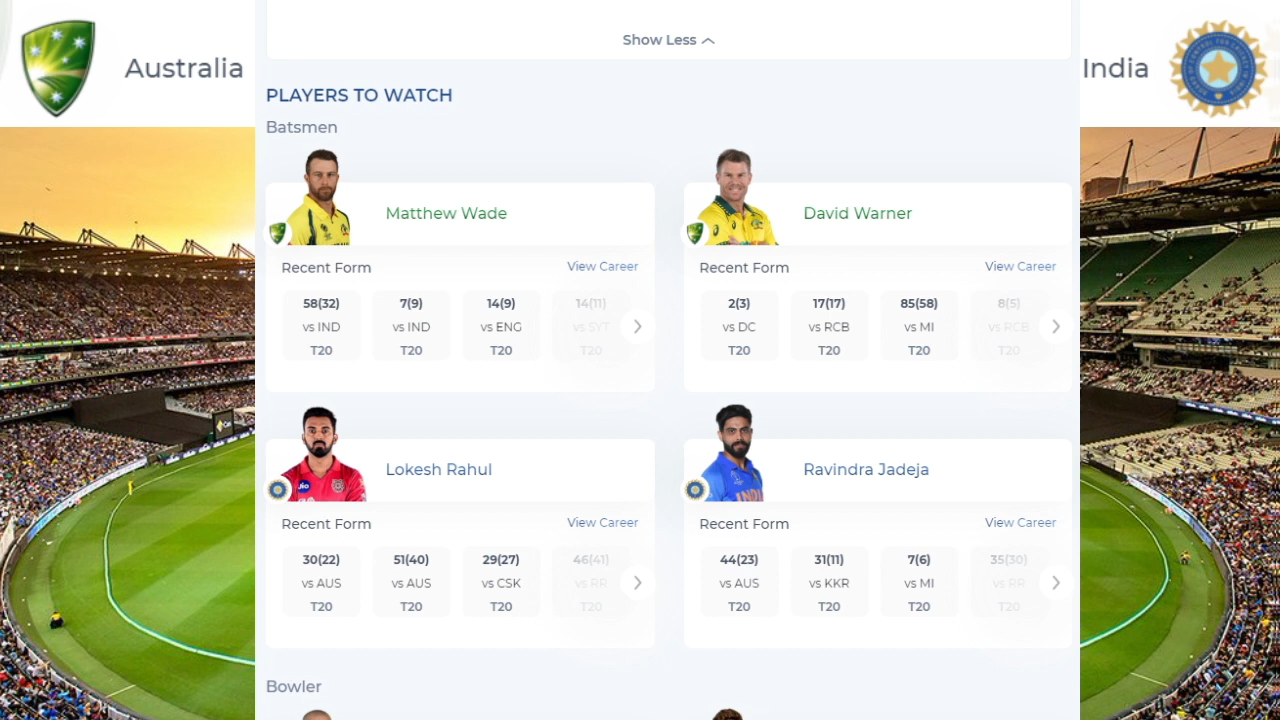 Show Less
Australia
India
PLAYERS TO WATCH
Batsmen
Matthew Wade
David Warner
Recent Form
View Career
Recent Form
View Career
58(32)
7(9)
14(9)
14(11)
2(3)
17(17)
85(58)
8(5)
vs IND
vs IND
vs ENG
vs SYT
vs DC
vs RCB
vs MI
vs RCB
T20
T20
T20
T20
T20
T20
T20
T20
Lokesh Rahul
Ravindra Jadeja
Recent Form
View Career
Recent Form
View Career
30(22)
51(40)
29(27)
46(41)
44(23)
31(11)
7(6)
35(30)
vs AUS
vs AUS
vs CSK
vs RR
vs AUS
vs KKR
vs MI
vs RR
T20
T20
T20
T20
T20
T20
T20
T20
Bowler